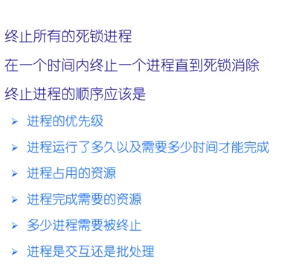 终止所有的死锁进程
在一个时间内终止一个进程直到死锁消除
终止进程的顺序应该是
➢ 进程的优先级
➢ 进程运行了多久以及需要多少时间才能完成
➢ 进程占用的资源
➢ 进程完成需要的资源
➢ 多少进程需要被终止
➢ 进程是交互还是批处理